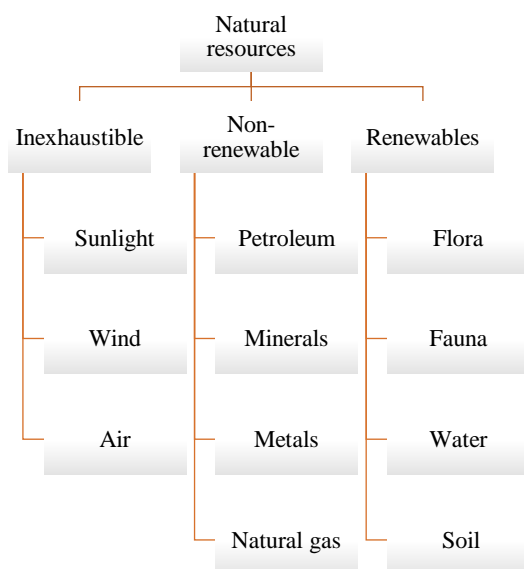 Natural
resources
Inexhaustible
Non-
renewable
Renewables
Sunlight
Petroleum
Flora
Wind
Minerals
Fauna
Air
Metals
Water
Natural gas
Soil